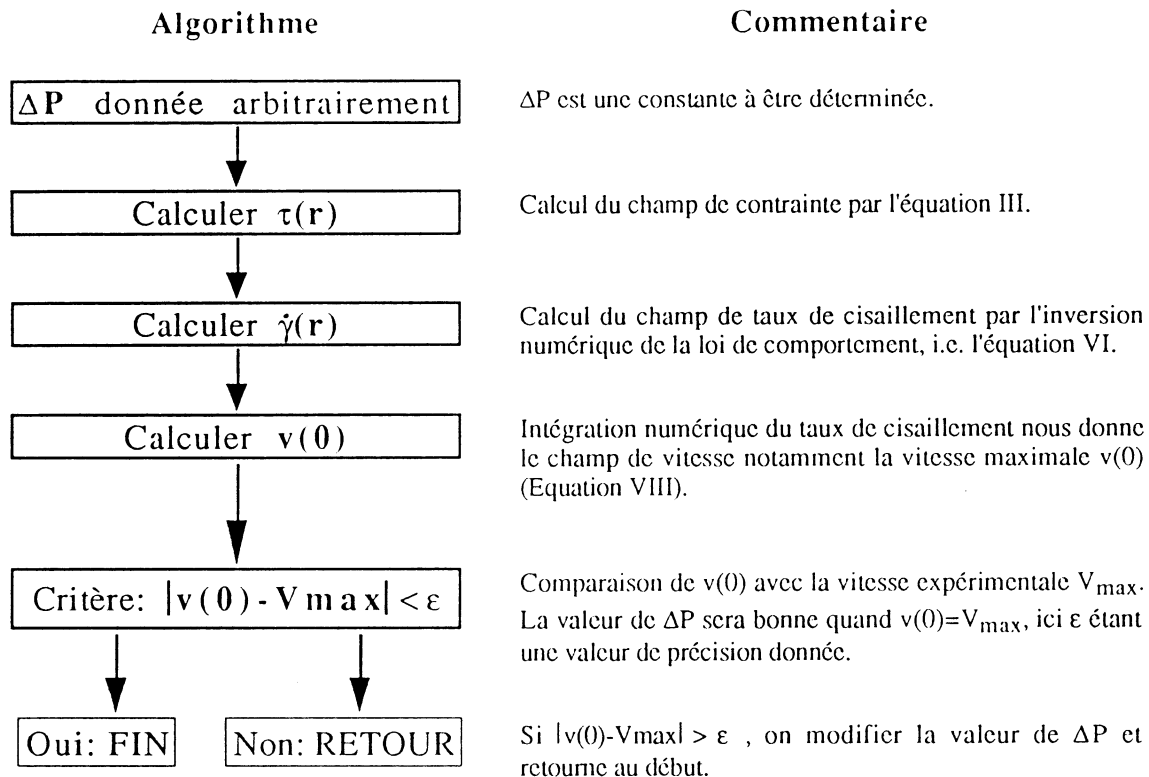 Algorithme
Commentaire
ΔP donnée arbitrairement
ΔP est une constante à être déterminée.
Calculer τ(r)
Calcul du champ de contrainte par l'équation III.
Calculer γ̇(r)
Calcul du champ de taux de cisaillement par l'inversion
numérique de la loi de comportement, i.e. l'équation VI.
Calculer v(0)
Intégration numérique du taux de cisaillement nous donne
le champ de vitesse notamment la vitesse maximale v(0)
(Equation VIII).
Critère: |v(0)-Vmax| < ε
Comparaison de v(0) avec la vitesse expérimentale Vmax.
La valeur de ΔP sera bonne quand v(0)=Vmax, ici ε étant
une valeur de précision donnée.
Oui: FIN
Non: RETOUR
Si |v(0)-Vmax| > ε , on modifier la valeur de ΔP et
retourne au début.